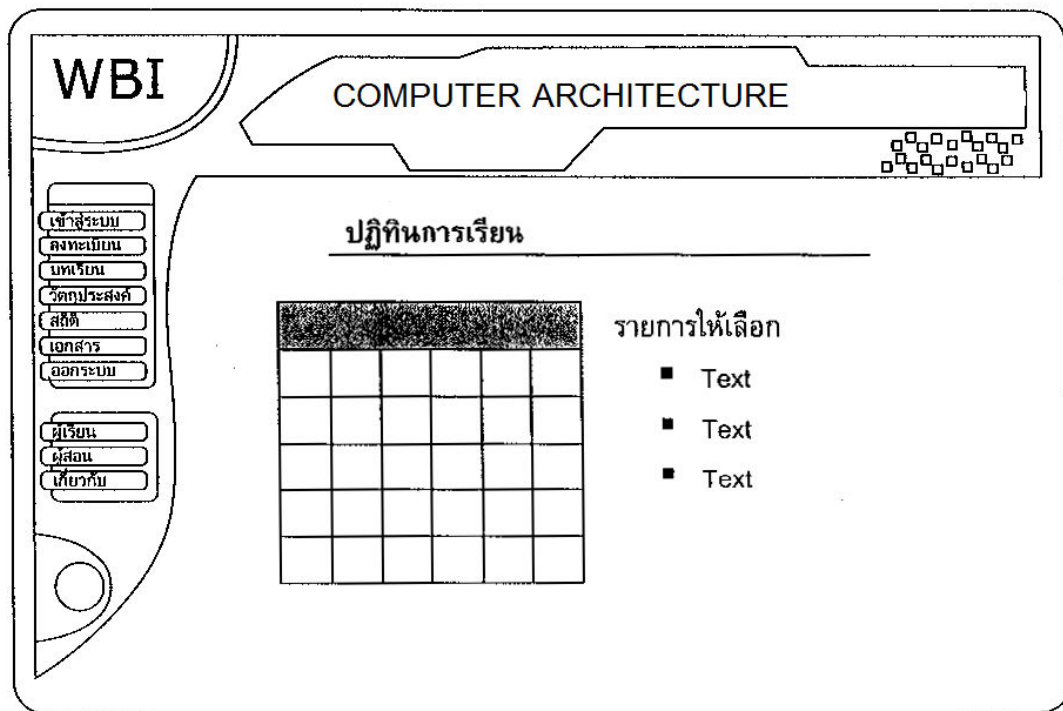 WBI
COMPUTER ARCHITECTURE
เข้าสู่ระบบ
ลงทะเบียน
บทเรียน
วัตถุประสงค์
สถิติ
เอกสาร
ออกระบบ
ผู้เรียน
ผู้สอน
เกี่ยวกับ
ปฏิทินการเรียน
รายการให้เลือก
▪ Text
▪ Text
▪ Text